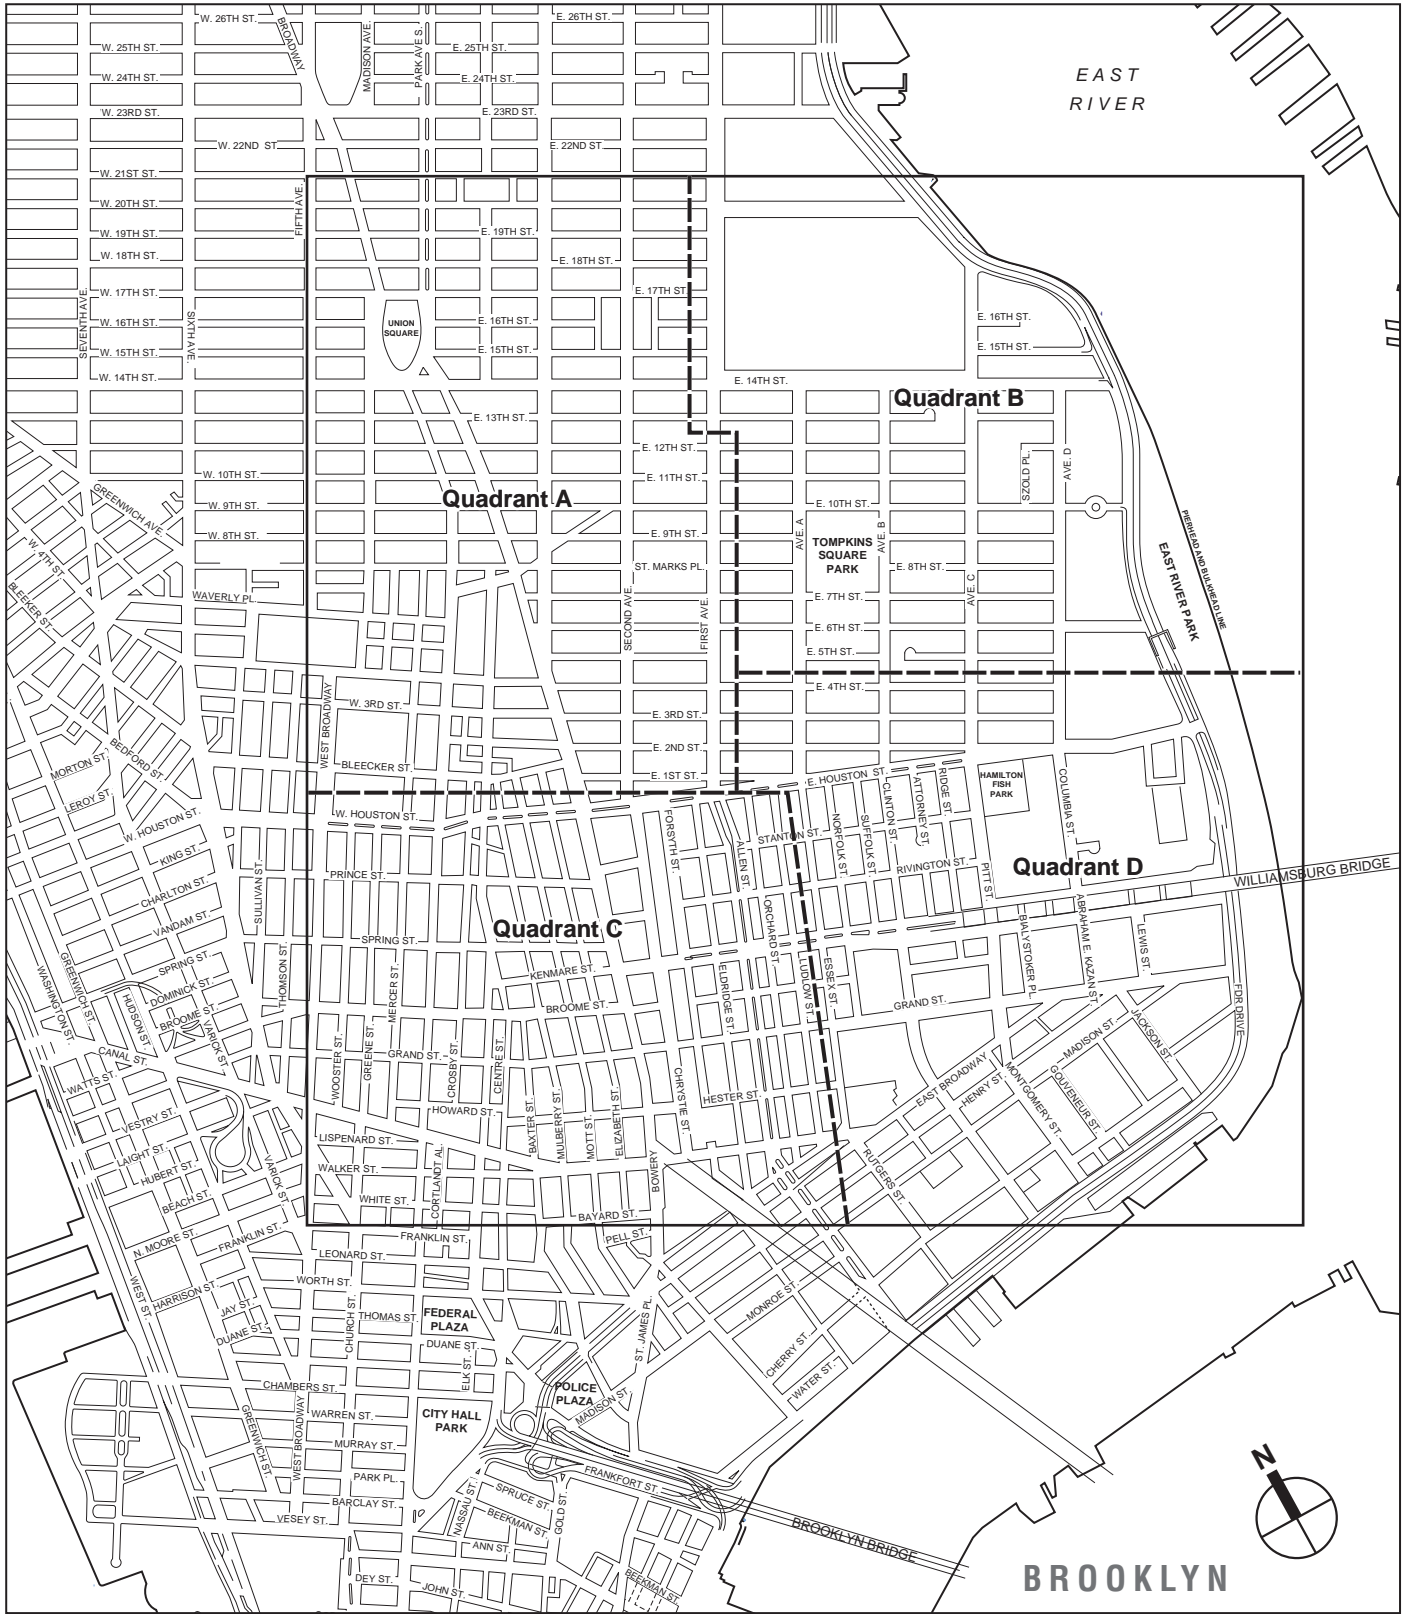 W. 26TH ST.
BROADWAY
MADISON AVE.
PARK AVE S.
E. 26TH ST.
W. 25TH ST.
E. 25TH ST.
W. 24TH ST.
E. 24TH ST.
EAST
RIVER
W. 23RD ST.
E. 23RD ST.
W. 22ND ST
E. 22ND ST.
W. 21ST ST.
W. 20TH ST.
FIFTH AVE.
W. 19TH ST.
E. 19TH ST.
W. 18TH ST.
E. 18TH ST.
W. 17TH ST.
E. 17TH ST.
SEVENTH AVE.
SIXTH AVE.
W. 16TH ST.
UNION
SQUARE
E. 16TH ST.
E. 16TH ST.
W. 15TH ST.
E. 15TH ST.
E. 15TH ST.
W. 14TH ST.
E. 14TH ST.
Quadrant B
E. 13TH ST.
E. 12TH ST.
W. 10TH ST.
E. 11TH ST.
SZOLD PL.
AVE. D
GREENWICH AVE.
Quadrant A
W. 9TH ST.
E. 10TH ST.
W. 8TH ST.
E. 9TH ST.
AVE. A
AVE. B
TOMPKINS
SQUARE
PARK
PIERHEAD AND BULKHEAD LINE
EAST RIVER PARK
W. 4TH ST
ST. MARKS PL.
E. 8TH ST.
AVE. C
BLEEKER ST.
WAVERLY PL.
E. 7TH ST.
SECOND AVE.
FIRST AVE.
E. 6TH ST.
E. 5TH ST.
E. 4TH ST.
WEST BROADWAY
W. 3RD ST.
E. 3RD ST.
BEDFORD ST.
E. 2ND ST.
MORTON ST.
BLEECKER ST.
E. 1ST ST.
E. HOUSTON ST.
HAMILTON
FISH
PARK
LEROY ST.
W. HOUSTON ST.
W. HOUSTON ST.
FORSYTH ST.
ALLEN ST.
STANTON ST.
NORFOLK ST.
SUFFOLK ST.
CLINTON ST.
ATTORNEY ST.
RIDGE ST.
COLUMBIA ST.
KING ST.
CHARLTON ST.
SULLIVAN ST.
PRINCE ST.
RIVINGTON ST.
PITT ST.
Quadrant D
WILLIAMSBURG BRIDGE
VANDAM ST.
Quadrant C
ORCHARD ST.
SPRING ST.
SPRING ST.
KENMARE ST.
ELDRIDGE ST.
LUDLOW ST.
ESSEX ST.
BIALYSTOKER PL.
ABRAHAM E. KAZAN ST.
LEWIS ST.
WASHINGTON ST.
GREENWICH ST.
HUDSON ST.
DOMINICK ST.
THOMSON ST.
MERCER ST.
BROOME ST.
BROOME ST.
GRAND ST.
FDR DRIVE
VARICK ST.
CANAL ST.
WATTS ST.
WOOSTER ST.
GREENE ST.
GRAND ST.
CROSBY ST.
CENTRE ST.
CHRYSTIE ST.
HESTER ST.
EAST BROADWAY
HENRY ST.
MADISON ST.
JACKSON ST.
MONTGOMERY ST.
GOUVENEUR ST.
VESTRY ST.
HOWARD ST.
BAXTER ST.
MULBERRY ST.
MOTT ST.
ELIZABETH ST.
LAIGHT ST.
LISPENARD ST.
HUBERT ST.
WALKER ST.
CORTLANDT AL.
BOWERY
RUTGERS ST.
BEACH ST.
VARICK ST.
WHITE ST.
BAYARD ST.
N. MOORE ST.
FRANKLIN ST.
FRANKLIN ST.
PELL ST.
LEONARD ST.
WEST ST.
HARRISON ST.
WORTH ST.
MONROE ST.
JAY ST.
CHURCH ST.
THOMAS ST.
FEDERAL
PLAZA
ST. JAMES PL.
DUANE ST.
DUANE ST.
CHERRY ST.
ELK ST.
WATER ST.
CHAMBERS ST.
POLICE
PLAZA
MADISON ST.
GREENWICH ST.
WEST BROADWAY
WARREN ST.
CITY HALL
PARK
MURRAY ST.
N
PARK PL.
FRANKFORT ST.
BARCLAY ST.
NASSAU ST.
SPRUCE ST.
GOLD ST.
VESEY ST.
BEEKMAN ST.
BROOKLYN BRIDGE
ANN ST.
DEY ST.
JOHN ST.
BEEKMAN ST.
BROOKLYN